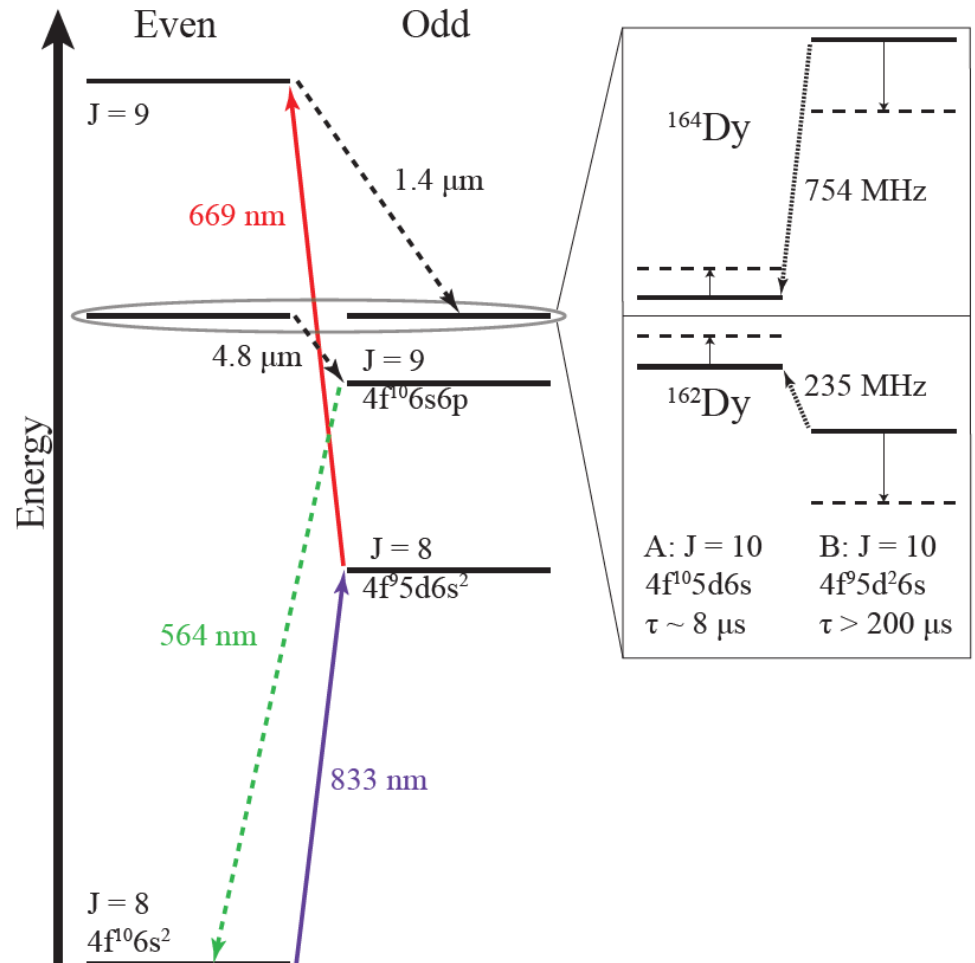 Even
Odd
Energy
J = 9
1.4 μm
669 nm
4.8 μm
J = 9
4f¹⁰6s6p
J = 8
4f⁹5d6s²
564 nm
833 nm
J = 8
4f¹⁰6s²
¹⁶⁴Dy
754 MHz
¹⁶²Dy
235 MHz
A: J = 10
4f¹⁰5d6s
τ ~ 8 μs
B: J = 10
4f⁹5d²6s
τ > 200 μs